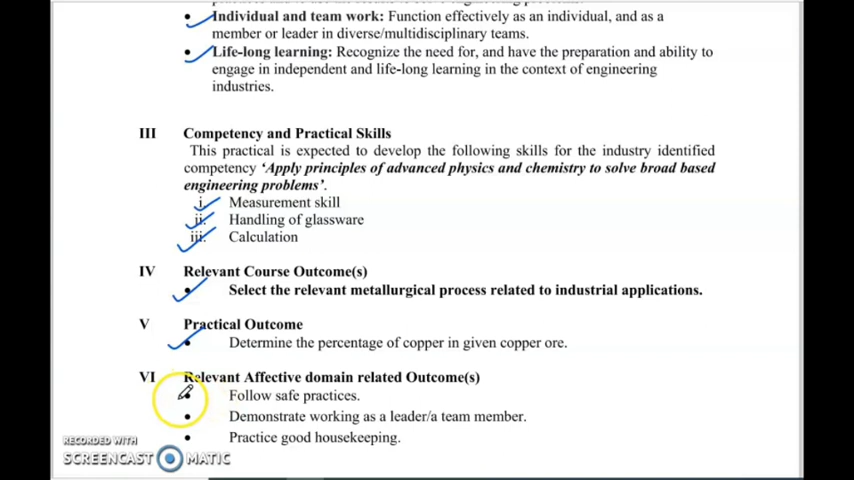 Individual and team work: Function effectively as an individual, and as a
member or leader in diverse/multidisciplinary teams.
Life-long learning: Recognize the need for, and have the preparation and ability to
engage in independent and life-long learning in the context of engineering
industries.
III Competency and Practical Skills
This practical is expected to develop the following skills for the industry identified
competency ‘Apply principles of advanced physics and chemistry to solve broad based
engineering problems’.
i. Measurement skill
ii. Handling of glassware
iii. Calculation
IV Relevant Course Outcome(s)
• Select the relevant metallurgical process related to industrial applications.
V Practical Outcome
• Determine the percentage of copper in given copper ore.
VI Relevant Affective domain related Outcome(s)
• Follow safe practices.
• Demonstrate working as a leader/a team member.
• Practice good housekeeping.
RECORDED WITH
SCREENCAST MATIC